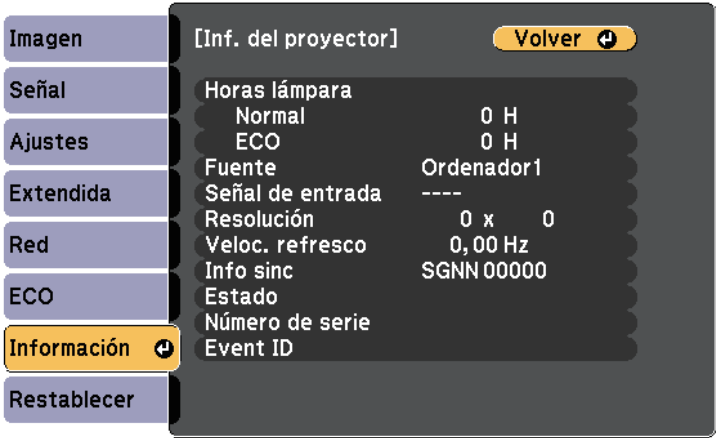 Imagen
Señal
Ajustes
Extendida
Red
ECO
Información
Restablecer
[Inf. del proyector] Volver
Horas lámpara
Normal 0 H
ECO 0 H
Fuente Ordenador1
Señal de entrada ----
Resolución 0 x 0
Veloc. refresco 0,00 Hz
Info sinc SGNN 00000
Estado
Número de serie
Event ID